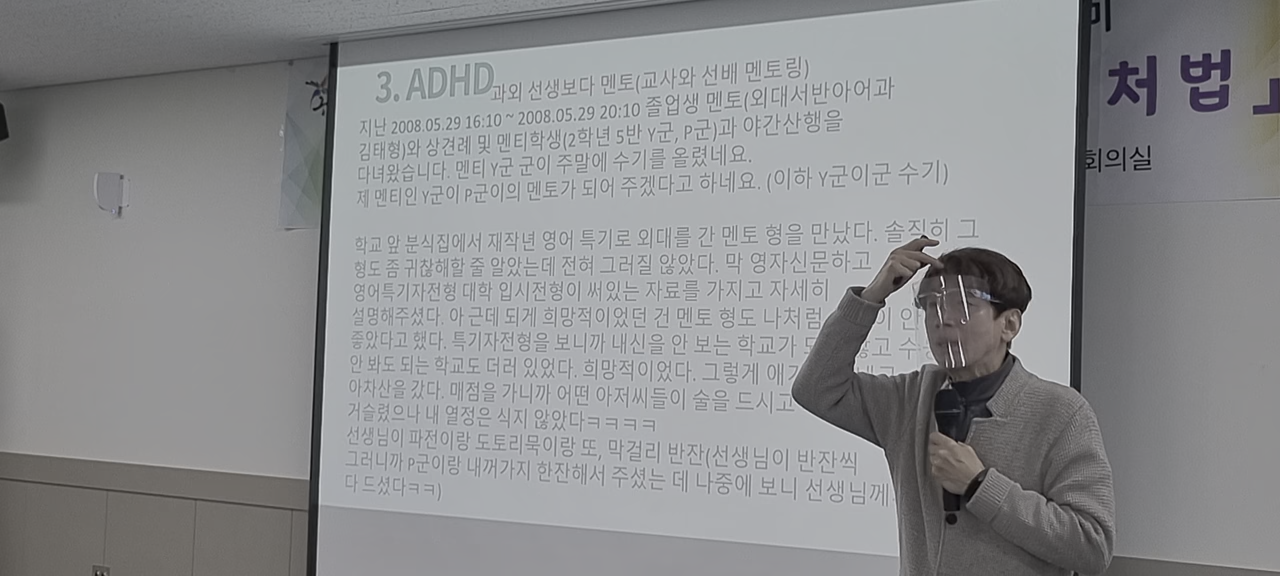 3. ADHD과외 선생보다 멘토(교사와 선배 멘토링)
지난 2008.05.29 16:10 ~ 2008.05.29 20:10 졸업생 멘토(외대서반아어과
김태형)와 상견례 및 멘티학생(2학년 5반 Y군, P군)과 야간산행을
다녀왔습니다. 멘티 Y군 군이 주말에 수기를 올렸네요.
제 멘티인 Y군이 P군이의 멘토가 되어 주겠다고 하네요. (이하 Y군이군 수기)
학교 앞 분식집에서 재작년 영어 특기로 외대를 간 멘토 형을 만났다. 솔직히 그
형도 좀 귀찮해할 줄 알았는데 전혀 그러질 않았다. 막 영자신문하고
영어특기자전형 대학 입시전형이 써있는 자료를 가지고 자세히
설명해주셨다. 아 근데 되게 희망적이었던 건 멘토 형도 나처럼 이 안
좋았다고 했다. 특기자전형을 보니까 내신을 안 보는 학교가 고 수
안 봐도 되는 학교도 더러 있었다. 희망적이었다. 그렇게 얘기
아차산을 갔다. 매점을 가니까 어떤 아저씨들이 술을 드시고
거슬렸으나 내 열정은 식지 않았다ㅋㅋㅋㅋ
선생님이 파전이랑 도토리묵이랑 또, 막걸리 반잔(선생님이 반잔씩
그러니까 P군이랑 내꺼가지 한잔해서 주셨는 데 나중에 보니 선생님께
다 드셨다ㅋㅋ)
처법
회의실